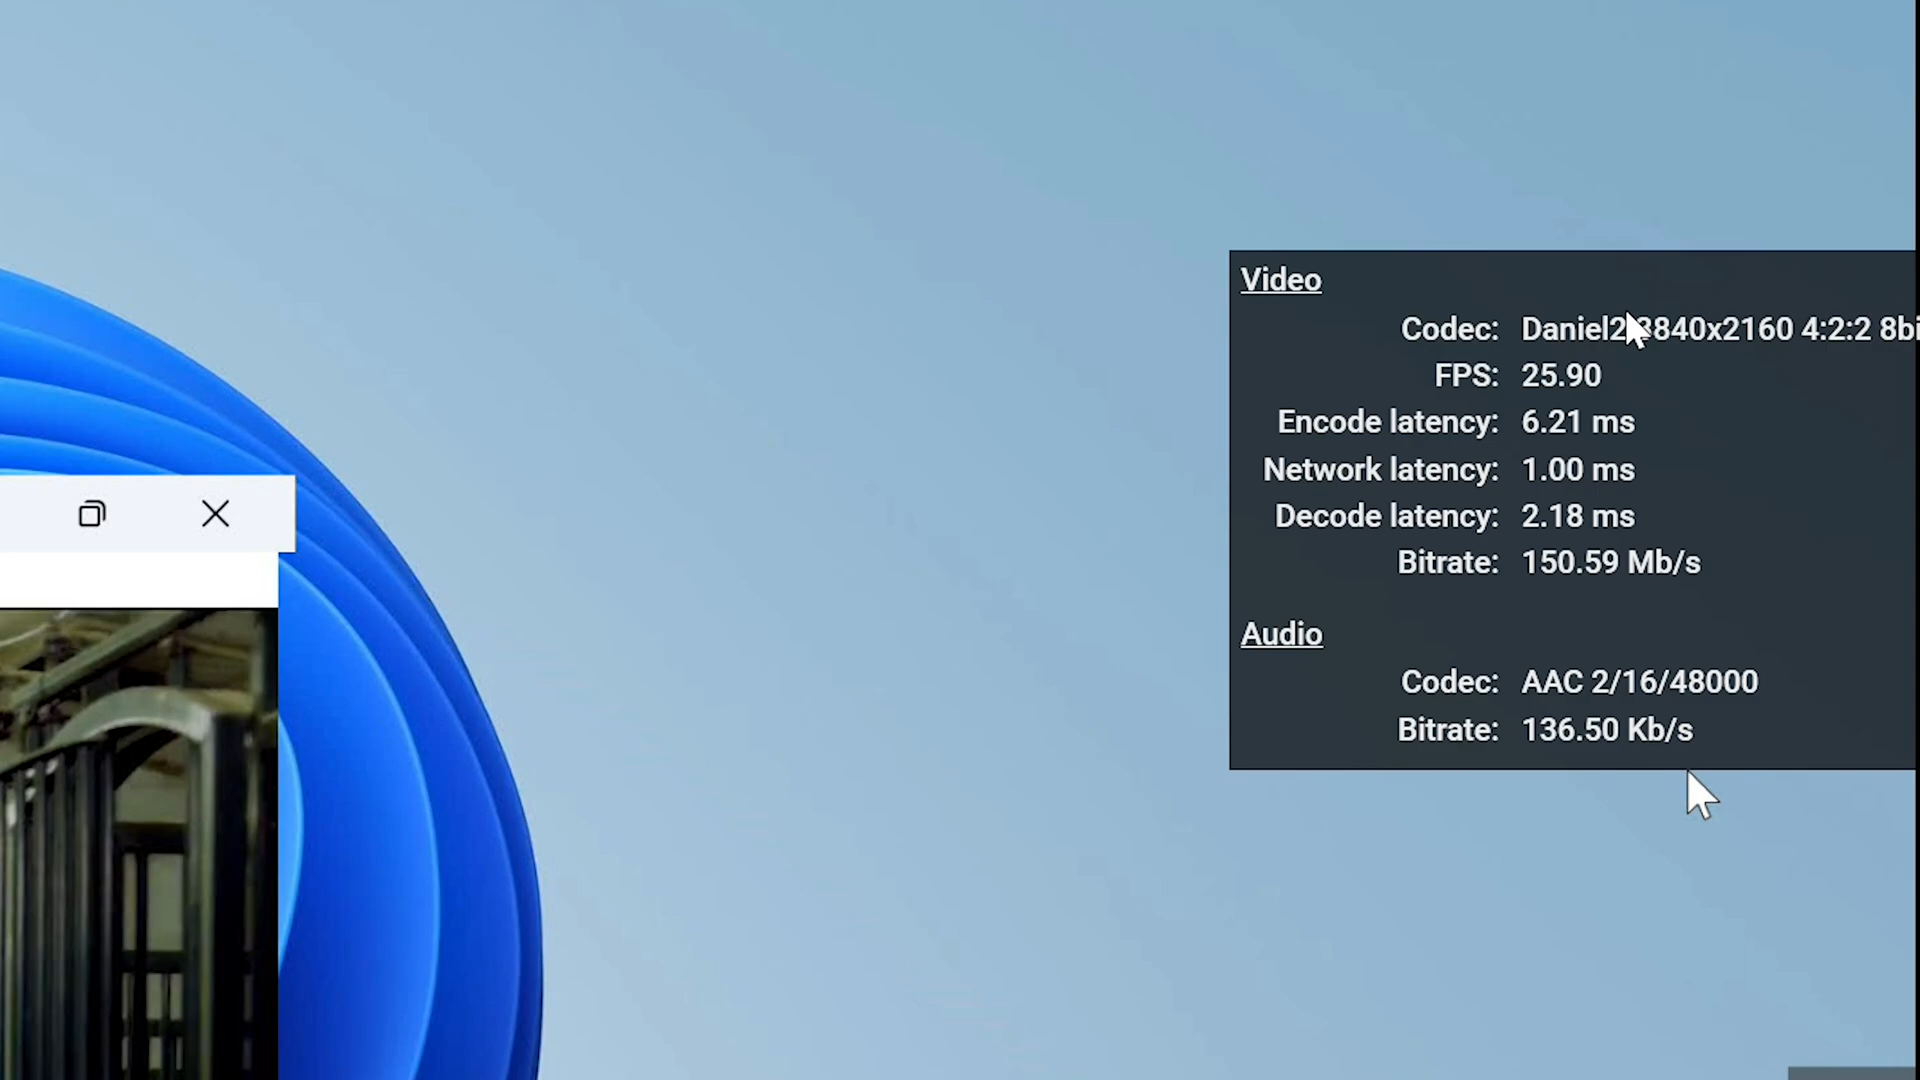 Video
Codec: Daniel2 3840x2160 4:2:2 8bi
FPS: 25.90
Encode latency: 6.21 ms
Network latency: 1.00 ms
Decode latency: 2.18 ms
Bitrate: 150.59 Mb/s
Audio
Codec: AAC 2/16/48000
Bitrate: 136.50 Kb/s